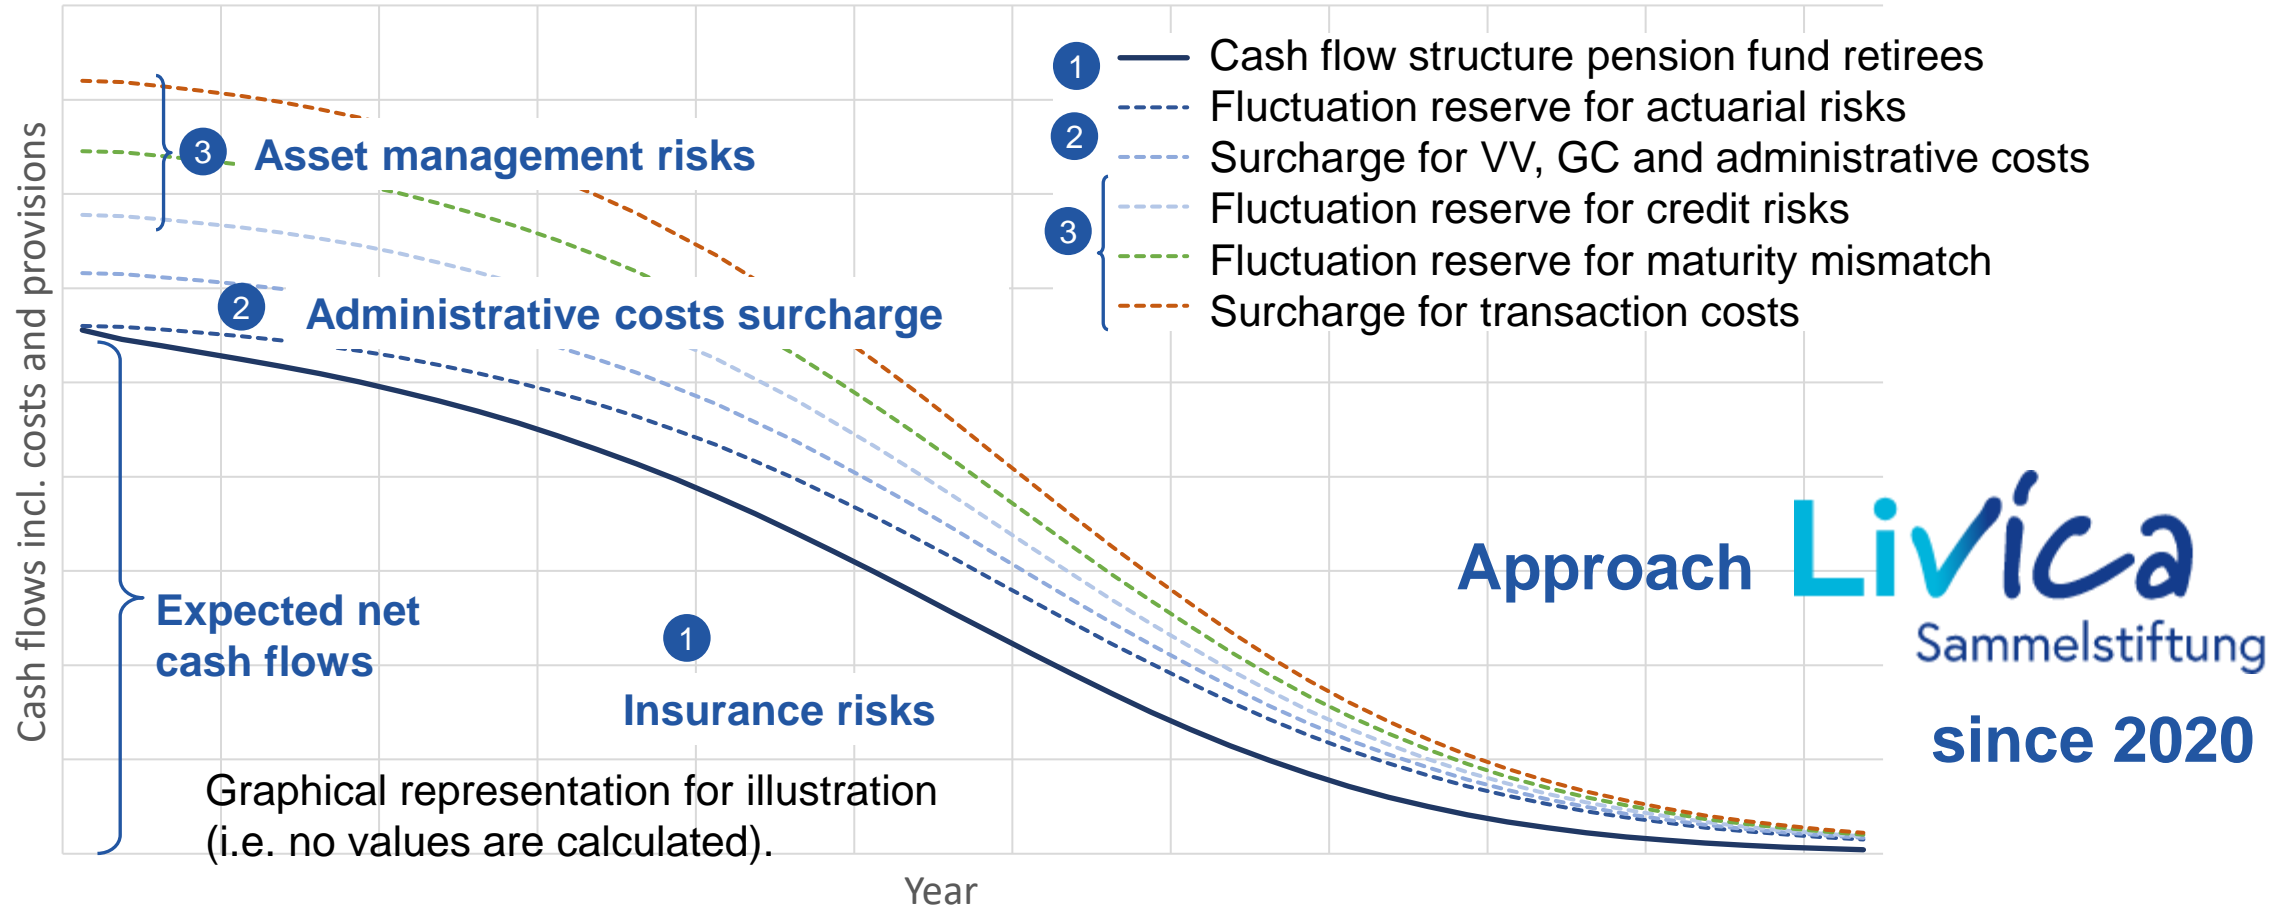 1
Cash flow structure pension fund retirees
Fluctuation reserve for actuarial risks
2
Surcharge for VV, GC and administrative costs
Fluctuation reserve for credit risks
3
Fluctuation reserve for maturity mismatch
Surcharge for transaction costs
3 Asset management risks
2 Administrative costs surcharge
Cash flows incl. costs and provisions
Expected net
cash flows
1
Insurance risks
Approach Livica
Sammelstiftung
since 2020
Graphical representation for illustration
(i.e. no values are calculated).
Year